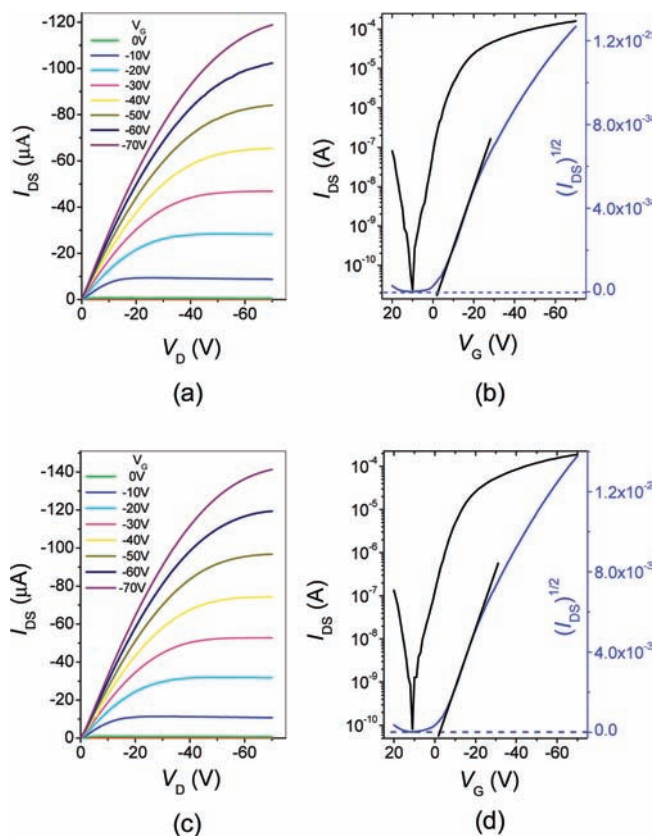 -120
-100
-80
-60
-40
-20
0
I_DS (µA)
V_G
0V
-10V
-20V
-30V
-40V
-50V
-60V
-70V
0 -20 -40 -60
V_D (V)
(a)
10^-4
10^-5
10^-6
10^-7
10^-8
10^-9
10^-10
I_DS (A)
8.0x10^-3
4.0x10^-3
0.0
(I_DS)^1/2
20 0 -20 -40 -60
V_G (V)
(b)
-140
-120
-100
-80
-60
-40
-20
0
I_DS (µA)
V_G
0V
-10V
-20V
-30V
-40V
-50V
-60V
-70V
0 -20 -40 -60
V_D (V)
(c)
10^-4
10^-5
10^-6
10^-7
10^-8
10^-9
10^-10
I_DS (A)
1.2x10^-2
8.0x10^-3
4.0x10^-3
0.0
(I_DS)^1/2
20 0 -20 -40 -60
V_G (V)
(d)